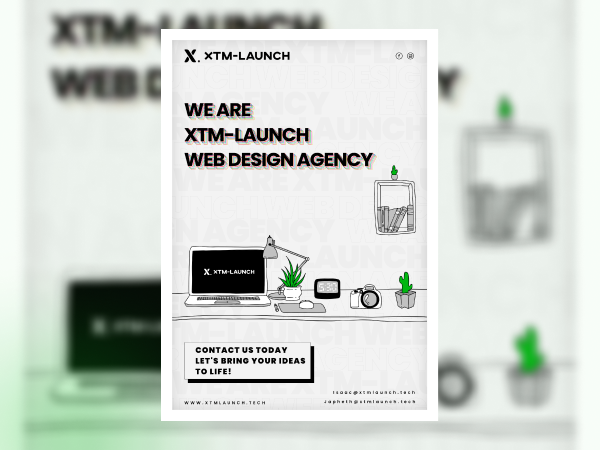 XTM-LAUNCH
WE ARE
XTM-LAUNCH
WEB DESIGN AGENCY
X. XTM-LAUNCH
CONTACT US TODAY
LET'S BRING YOUR IDEAS
TO LIFE!
Isaac@xtmlaunch.tech
WWW.XTMLAUNCH.TECH
Japheth@xtmlaunch.tech